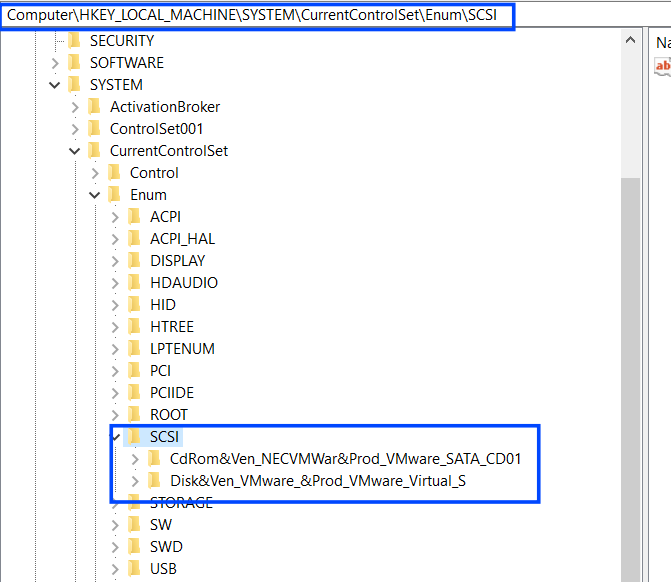 Computer\HKEY_LOCAL_MACHINE\SYSTEM\CurrentControlSet\Enum\SCSI
SECURITY
SOFTWARE
SYSTEM
ActivationBroker
ControlSet001
CurrentControlSet
Control
Enum
ACPI
ACPI_HAL
DISPLAY
HDAUDIO
HID
HTREE
LPTENUM
PCI
PCIIDE
ROOT
SCSI
CdRom&Ven_NECVMWar&Prod_VMware_SATA_CD01
Disk&Ven_VMware_&Prod_VMware_Virtual_S
STORAGE
SW
SWD
USB
Na
ab